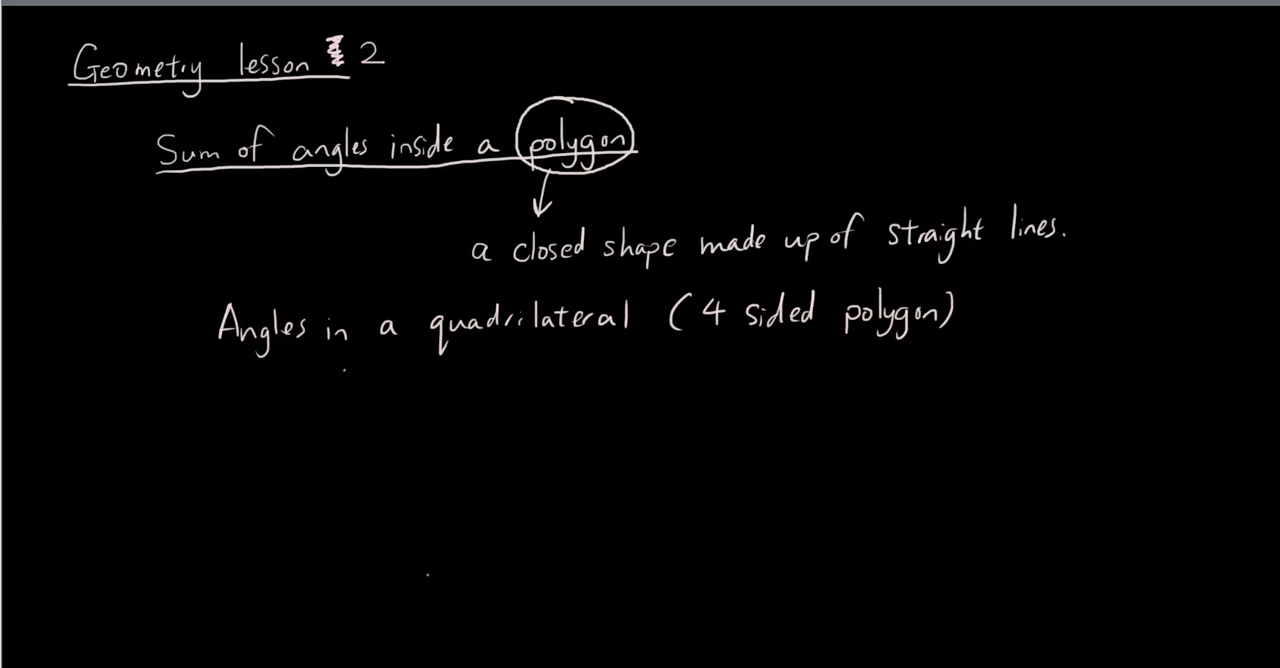 Geometry lesson 2
Sum of angles inside a polygon
a closed shape made up of straight lines.
Angles in a quadrilateral (4 sided polygon)